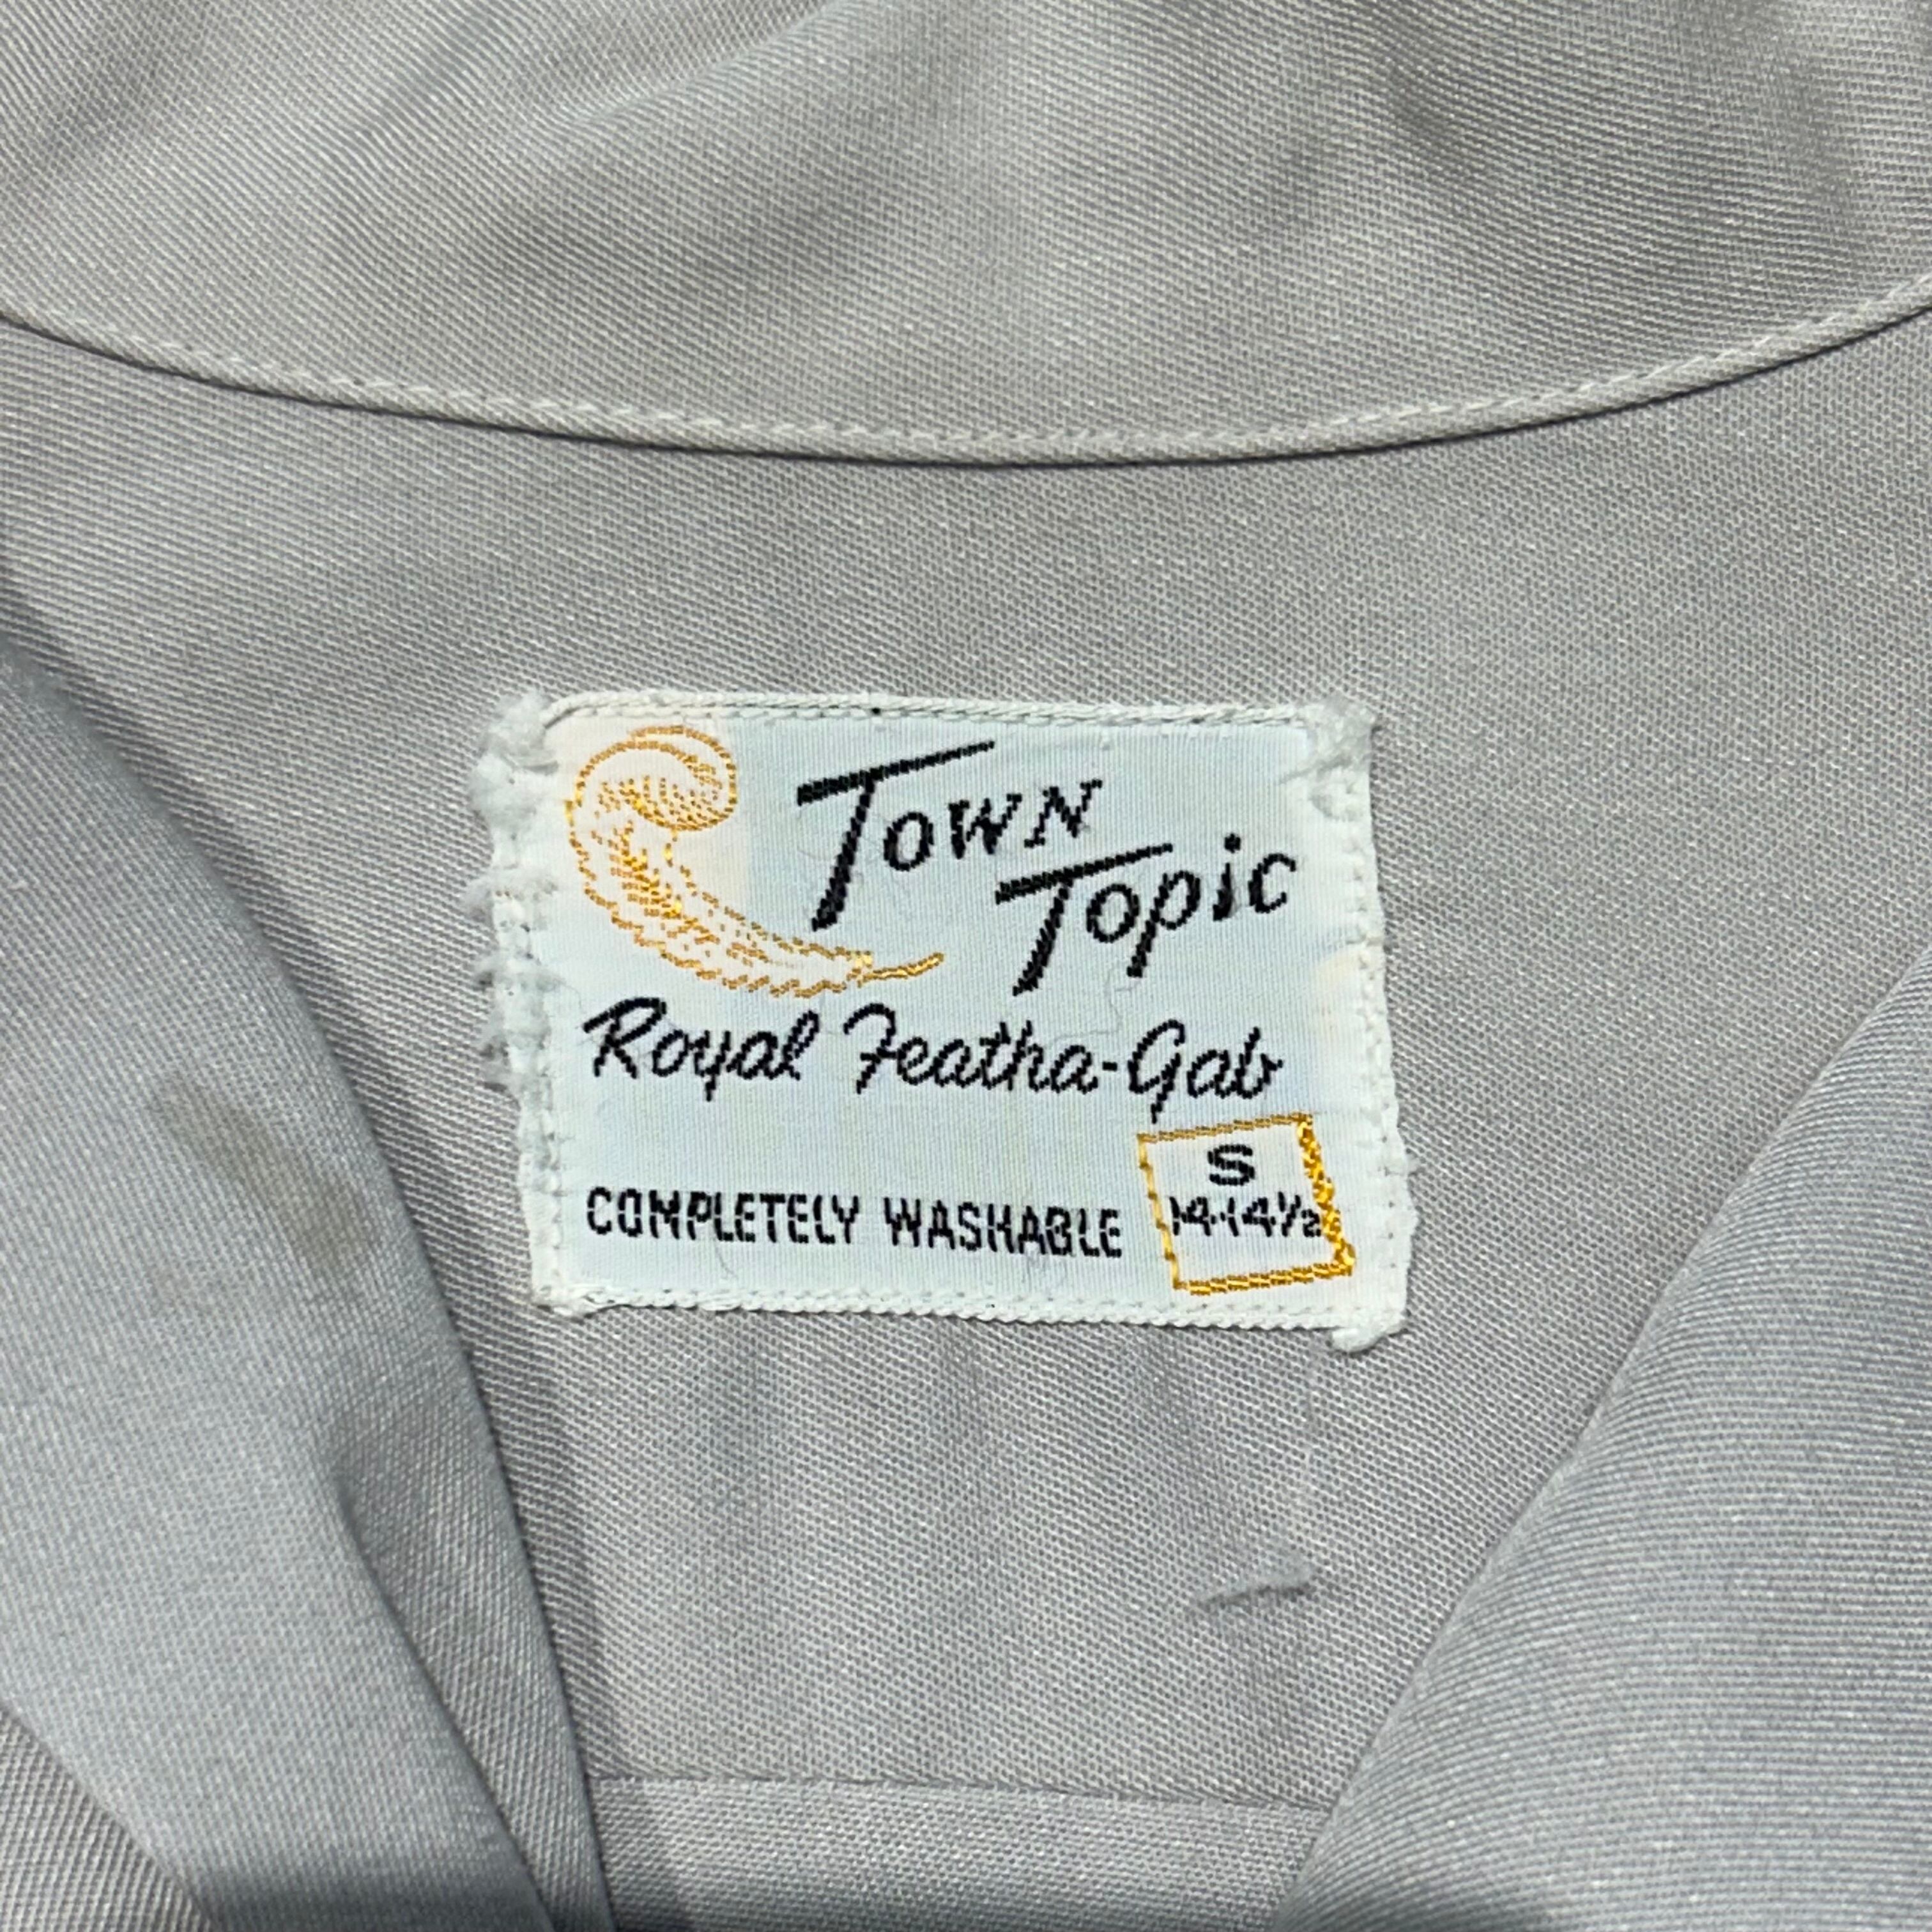 Town
Topic
Royal Featha-Gab
COMPLETELY WASHABLE
S
14-14½